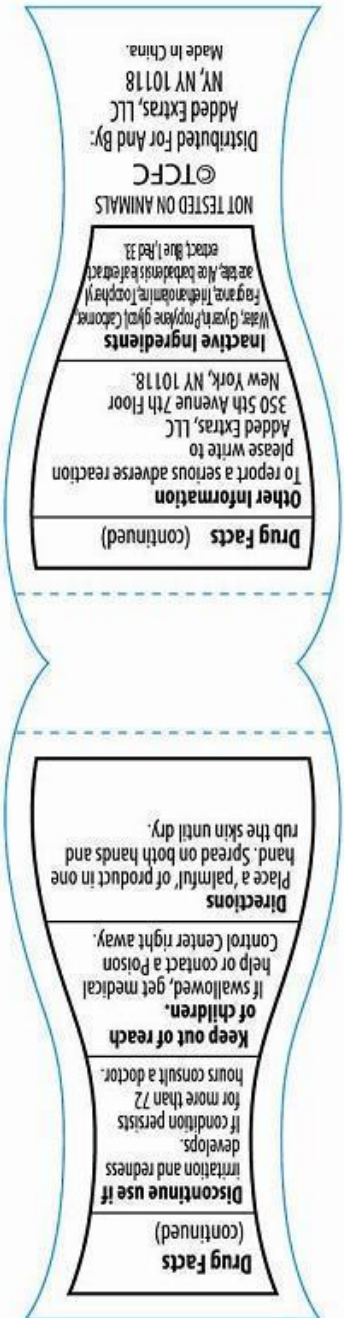 Drug Facts
(continued)
Discontinue use if
irritation and redness
develops.
If condition persists
for more than 72
hours consult a doctor.
Keep out of reach
of children.
If swallowed, get medical
help or contact a Poison
Control Center right away.
Directions
Place a 'palmful' of product in one
hand. Spread on both hands and
rub the skin until dry.
Drug Facts (continued)
Other Information
To report a serious adverse reaction
please write to
Added Extras, LLC
350 5th Avenue 7th Floor
New York, NY 10118.
Inactive Ingredients
Water, Glycerin, Propylene glycol, Carbomer,
Fragrance, Triethanolamine, Tocopheryl
acetate, Aloe barbadensis leaf extract
extract, Blue 1, Red 33.
NOT TESTED ON ANIMALS
©TCFC
Distributed For And By:
Added Extras, LLC
NY, NY 10118
Made In China.